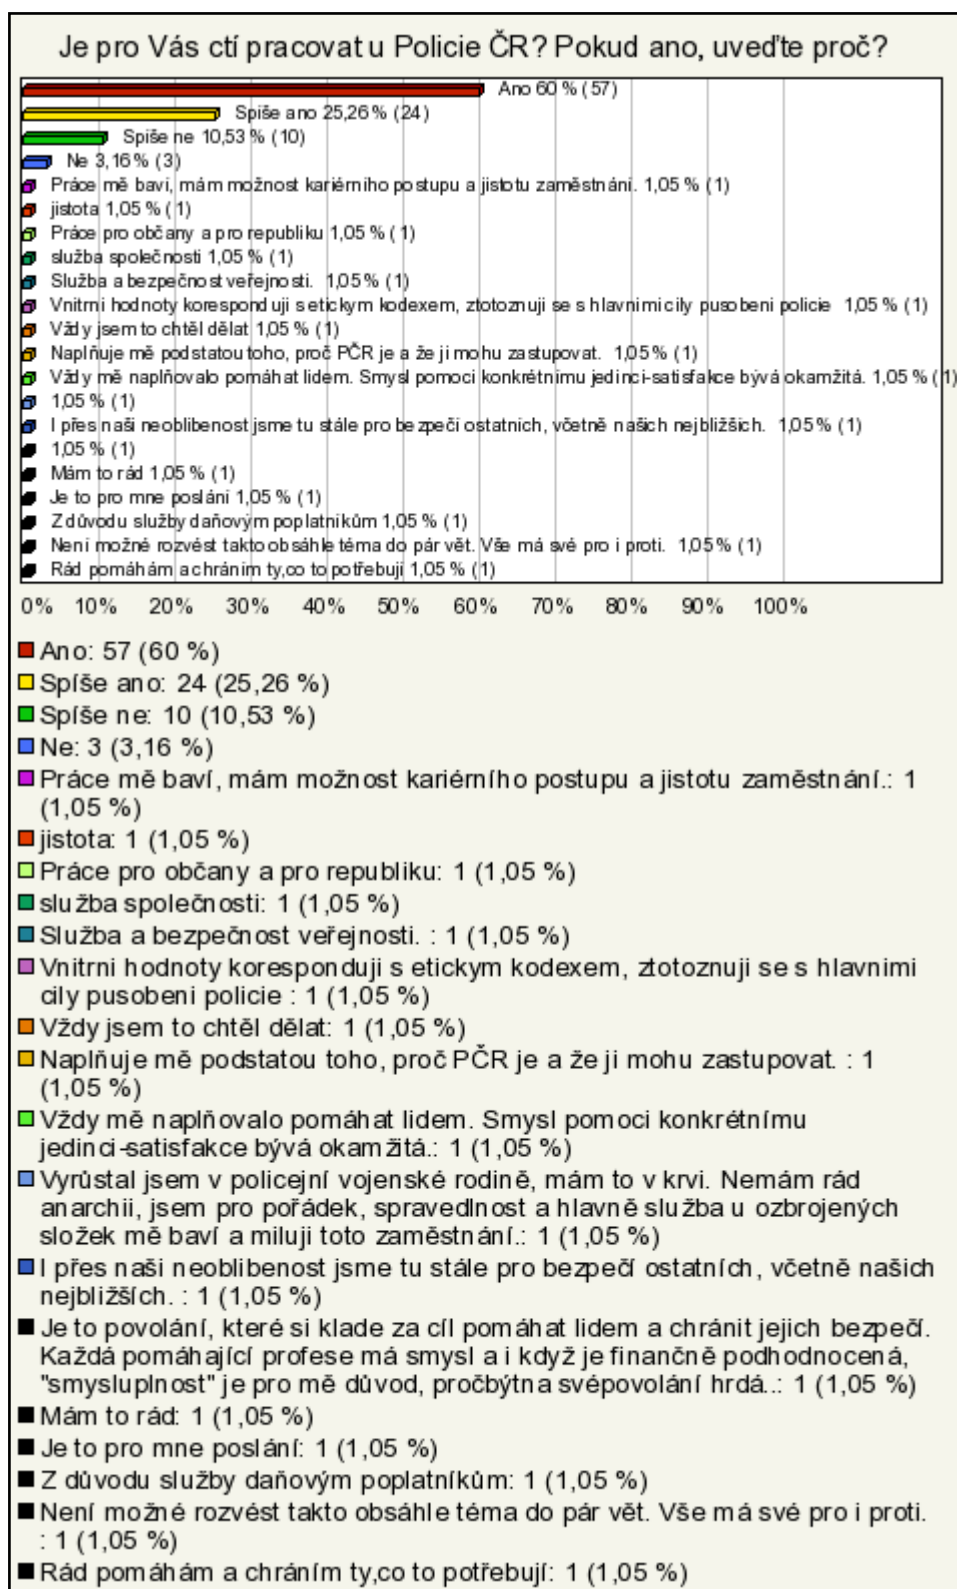 Je pro Vás ctí pracovat u Policie ČR? Pokud ano, uveďte proč?
Ano 60 % (57)
Spíše ano 25,26 % (24)
Spíše ne 10,53 % (10)
Ne 3,16 % (3)
Práce mě baví, mám možnost kariérního postupu a jistotu zaměstnání. 1,05 % (1)
jistota 1,05 % (1)
Práce pro občany a pro republiku 1,05 % (1)
služba společnosti 1,05 % (1)
Služba a bezpečnost veřejnosti. 1,05 % (1)
Vnitrni hodnoty koresponduji s etickym kodexem, ztotoznuji se s hlavnimi cily pusobeni policie 1,05 % (1)
Vždy jsem to chtěl dělat 1,05 % (1)
Naplňuje mě podstatou toho, proč PČR je a že ji mohu zastupovat. 1,05 % (1)
Vždy mě naplňovalo pomáhat lidem. Smysl pomoci konkrétnímu jedinci-satisfakce bývá okamžitá. 1,05 % (1)
1,05 % (1)
I přes naši neoblibenost jsme tu stále pro bezpečí ostatních, včetně našich nejbližších. 1,05 % (1)
1,05 % (1)
Mám to rád 1,05 % (1)
Je to pro mne poslání 1,05 % (1)
Z důvodu služby daňovým poplatníkům 1,05 % (1)
Není možné rozvést takto obsáhle téma do pár vět. Vše má své pro i proti. 1,05 % (1)
Rád pomáhám a chráním ty,co to potřebují 1,05 % (1)
0% 10% 20% 30% 40% 50% 60% 70% 80% 90% 100%
Ano: 57 (60 %)
Spíše ano: 24 (25,26 %)
Spíše ne: 10 (10,53 %)
Ne: 3 (3,16 %)
Práce mě baví, mám možnost kariérního postupu a jistotu zaměstnání.: 1
(1,05 %)
jistota: 1 (1,05 %)
Práce pro občany a pro republiku: 1 (1,05 %)
služba společnosti: 1 (1,05 %)
Služba a bezpečnost veřejnosti. : 1 (1,05 %)
Vnitrni hodnoty koresponduji s etickym kodexem, ztotoznuji se s hlavnimi
cily pusobeni policie : 1 (1,05 %)
Vždy jsem to chtěl dělat: 1 (1,05 %)
Naplňuje mě podstatou toho, proč PČR je a že ji mohu zastupovat. : 1
(1,05 %)
Vždy mě naplňovalo pomáhat lidem. Smysl pomoci konkrétnímu
jedinci-satisfakce bývá okamžitá.: 1 (1,05 %)
Vyrůstal jsem v policejní vojenské rodině, mám to v krvi. Nemám rád
anarchii, jsem pro pořádek, spravedlnost a hlavně služba u ozbrojených
složek mě baví a miluji toto zaměstnání.: 1 (1,05 %)
I přes naši neoblibenost jsme tu stále pro bezpečí ostatních, včetně našich
nejbližších. : 1 (1,05 %)
Je to povolání, které si klade za cíl pomáhat lidem a chránit jejich bezpečí.
Každá pomáhající profese má smysl a i když je finančně podhodnocená,
"smysluplnost" je pro mě důvod, pročbýtna svépovolání hrdá..: 1 (1,05 %)
Mám to rád: 1 (1,05 %)
Je to pro mne poslání: 1 (1,05 %)
Z důvodu služby daňovým poplatníkům: 1 (1,05 %)
Není možné rozvést takto obsáhle téma do pár vět. Vše má své pro i proti.
: 1 (1,05 %)
Rád pomáhám a chráním ty,co to potřebují: 1 (1,05 %)